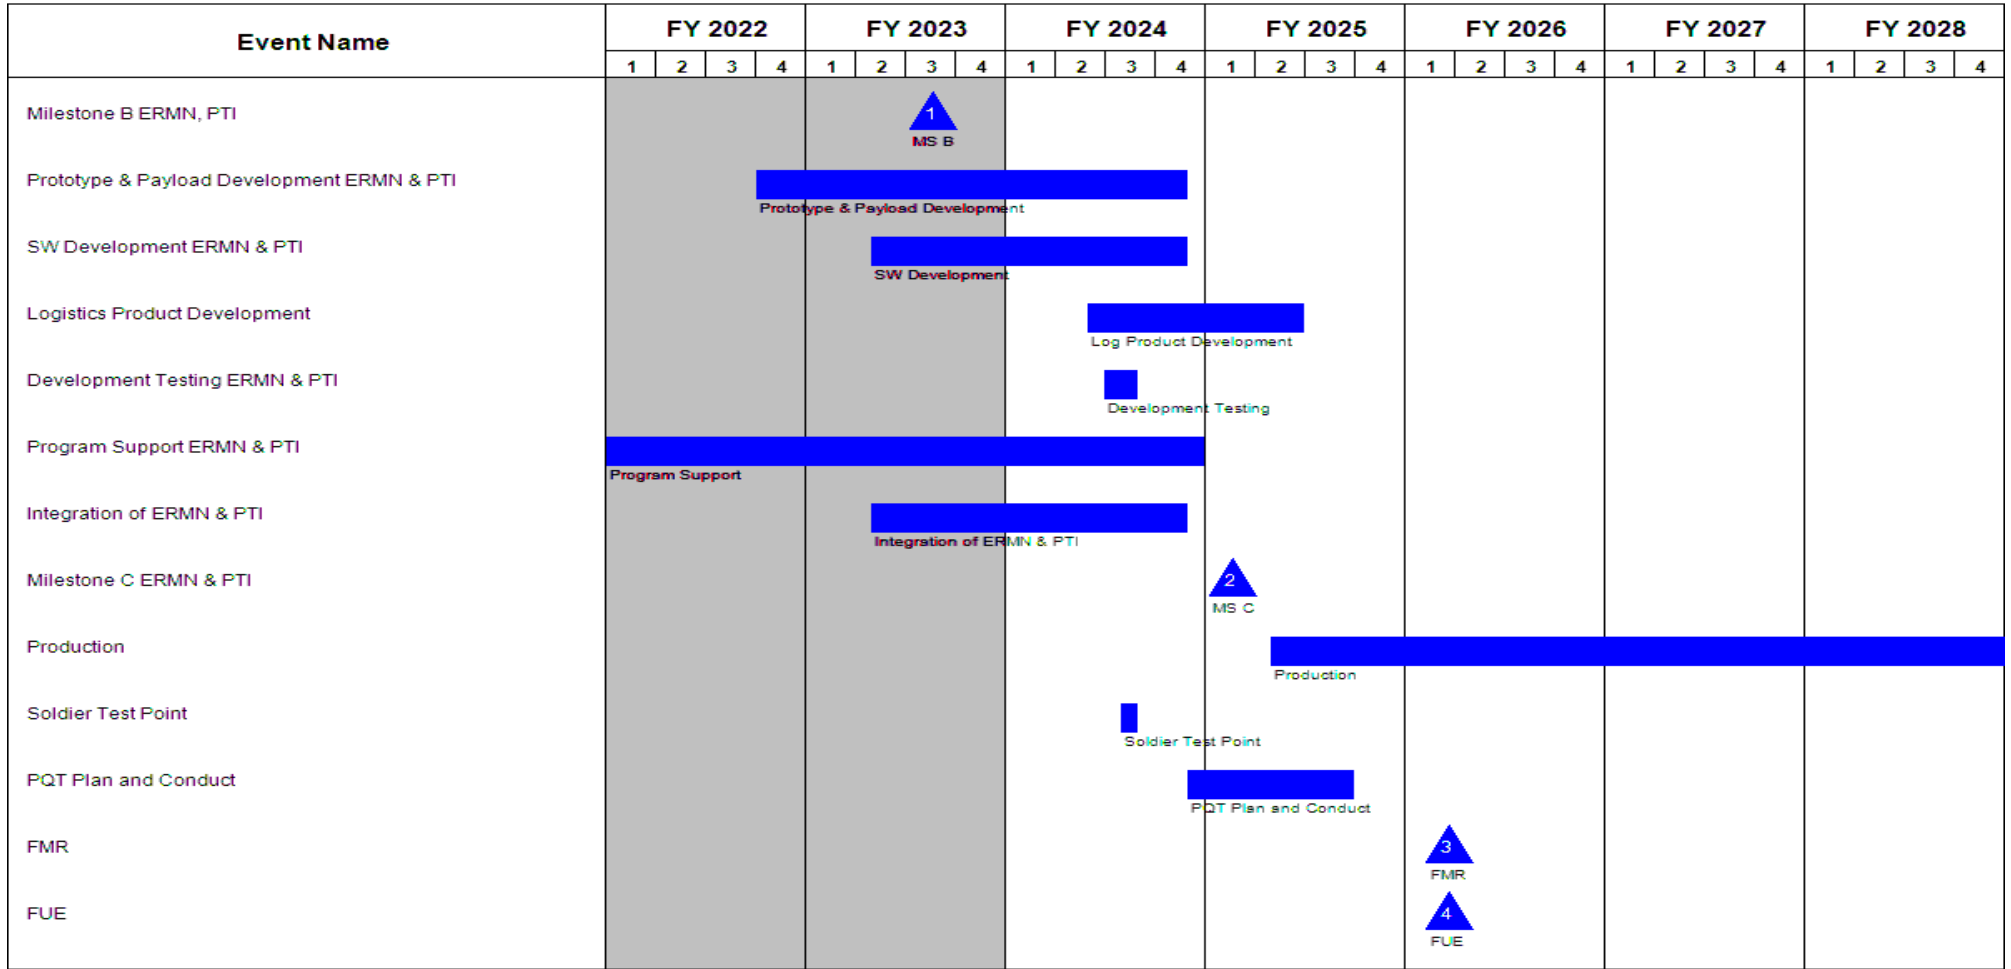 Event Name
FY 2022 FY 2023 FY 2024 FY 2025 FY 2026 FY 2027 FY 2028
1 2 3 4 1 2 3 4 1 2 3 4 1 2 3 4 1 2 3 4 1 2 3 4 1 2 3 4
Milestone B ERMN, PTI
1
MS B
Prototype & Payload Development ERMN & PTI
Prototype & Payload Development
SW Development ERMN & PTI
SW Development
Logistics Product Development
Log Product Development
Development Testing ERMN & PTI
Development Testing
Program Support ERMN & PTI
Program Support
Integration of ERMN & PTI
Integration of ERMN & PTI
Milestone C ERMN & PTI
2
MS C
Production
Production
Soldier Test Point
Soldier Test Point
PQT Plan and Conduct
PQT Plan and Conduct
FMR
3
FMR
FUE
4
FUE